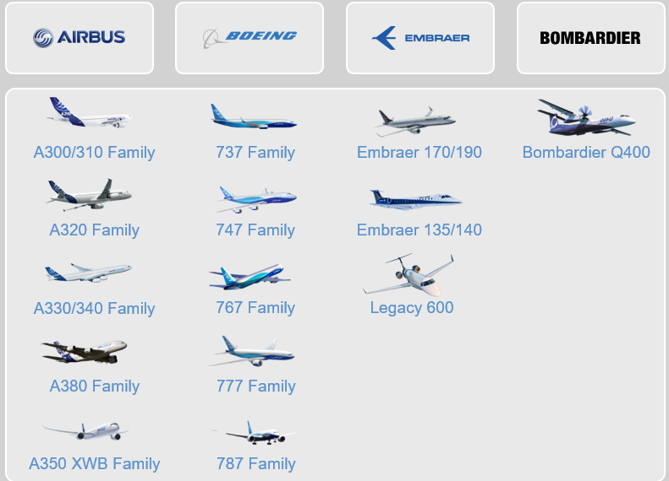 AIRBUS
BOEING
EMBRAER
BOMBARDIER
A300/310 Family
737 Family
Embraer 170/190
Bombardier Q400
A320 Family
747 Family
Embraer 135/140
A330/340 Family
767 Family
Legacy 600
A380 Family
777 Family
A350 XWB Family
787 Family